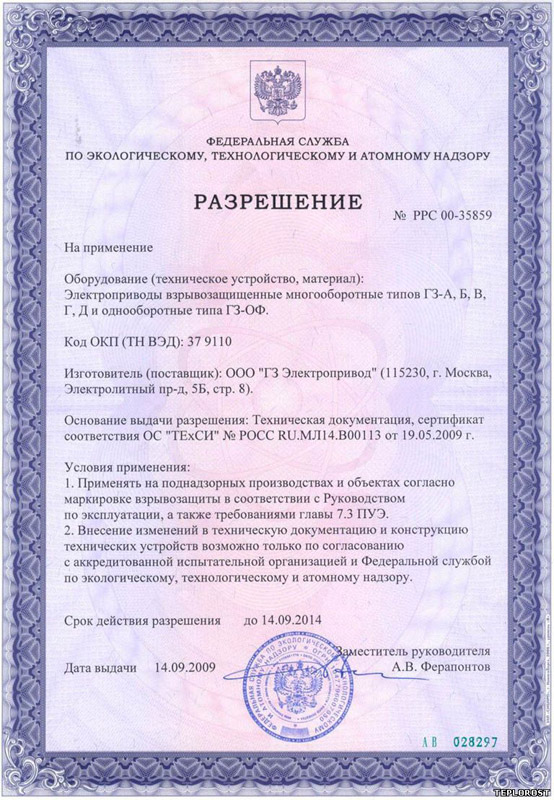 ФЕДЕРАЛЬНАЯ СЛУЖБА
ПО ЭКОЛОГИЧЕСКОМУ, ТЕХНОЛОГИЧЕСКОМУ И АТОМНОМУ НАДЗОРУ
РАЗРЕШЕНИЕ
№ РРС 00-35859
На применение
Оборудование (техническое устройство, материал):
Электроприводы взрывозащищенные многооборотные типов ГЗ-А, Б, В,
Г, Д и однооборотные типа ГЗ-ОФ.
Код ОКП (ТН ВЭД): 37 9110
Изготовитель (поставщик): ООО "ГЗ Электропривод" (115230, г. Москва,
Электролитный пр-д, 5Б, стр. 8).
Основание выдачи разрешения: Техническая документация, сертификат
соответствия ОС "ТЕхСИ" № РОСС RU.МЛ14.В00113 от 19.05.2009 г.
Условия применения:
1. Применять на поднадзорных производствах и объектах согласно
маркировке взрывозащиты в соответствии с Руководством
по эксплуатации, а также требованиями главы 7.3 ПУЭ.
2. Внесение изменений в техническую документацию и конструкцию
технических устройств возможно только по согласованию
с аккредитованной испытательной организацией и Федеральной службой
по экологическому, технологическому и атомному надзору.
Срок действия разрешения до 14.09.2014
Заместитель руководителя
Дата выдачи 14.09.2009 А.В. Ферапонтов
АВ 028297
TEPLOROST